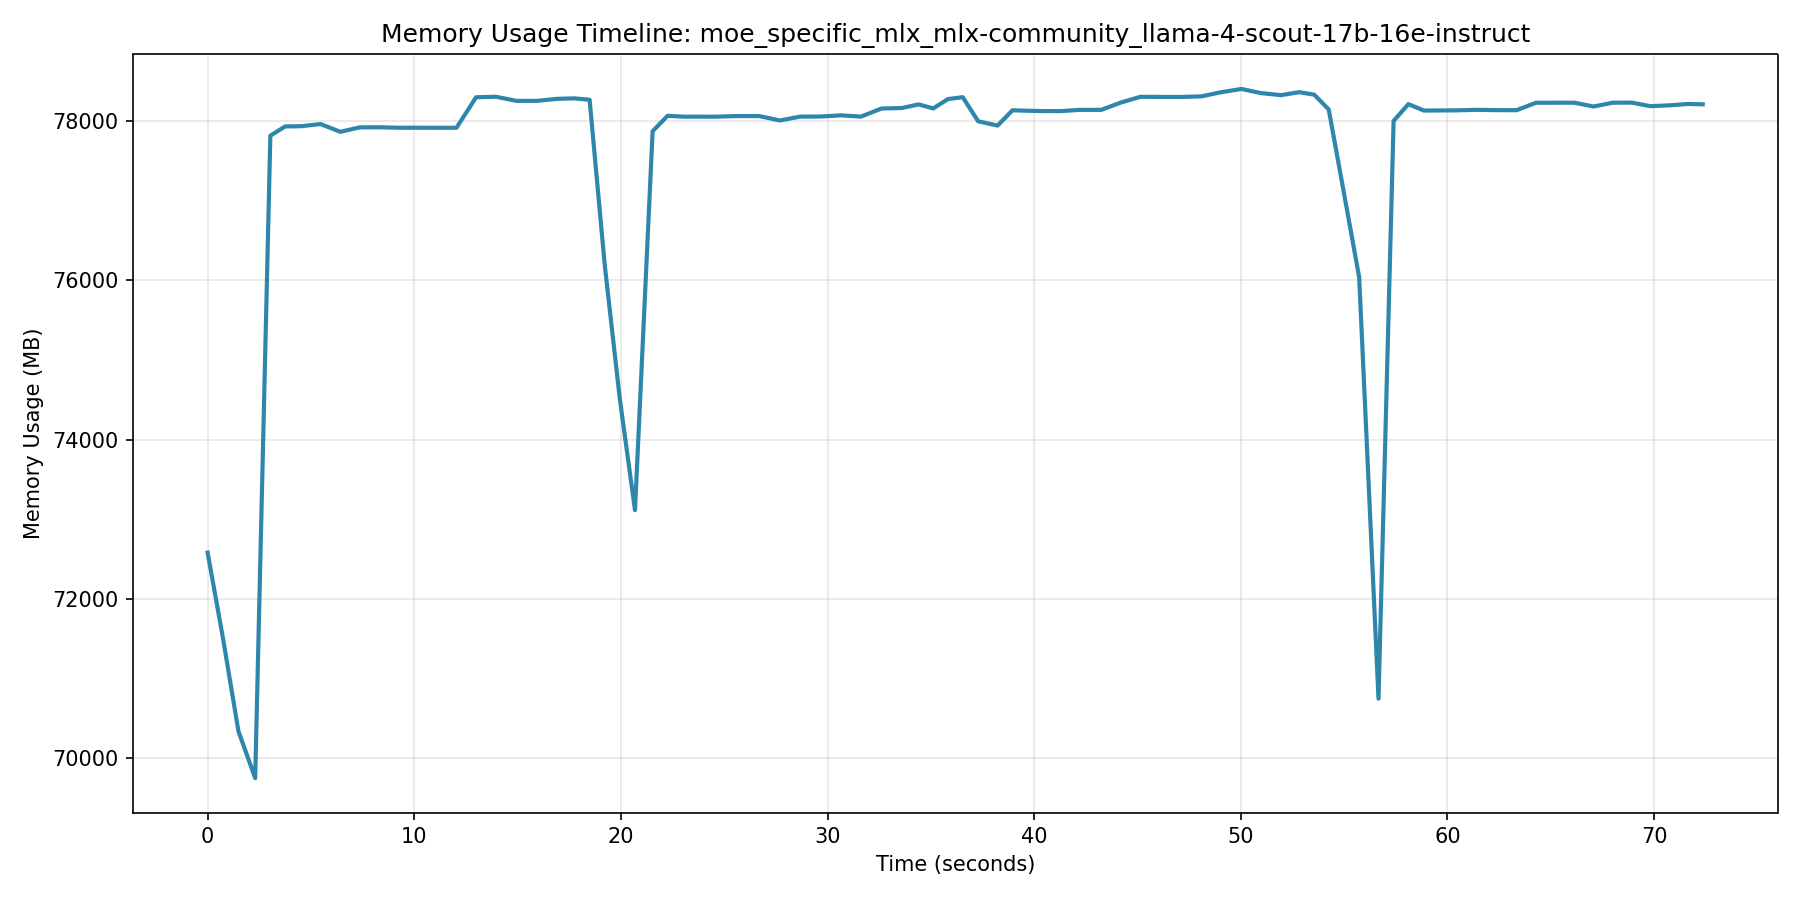 Memory Usage Timeline: moe_specific_mlx_mlx-community_llama-4-scout-17b-16e-instruct
Memory Usage (MB)
78000
76000
74000
72000
70000
0 10 20 30 40 50 60 70
Time (seconds)